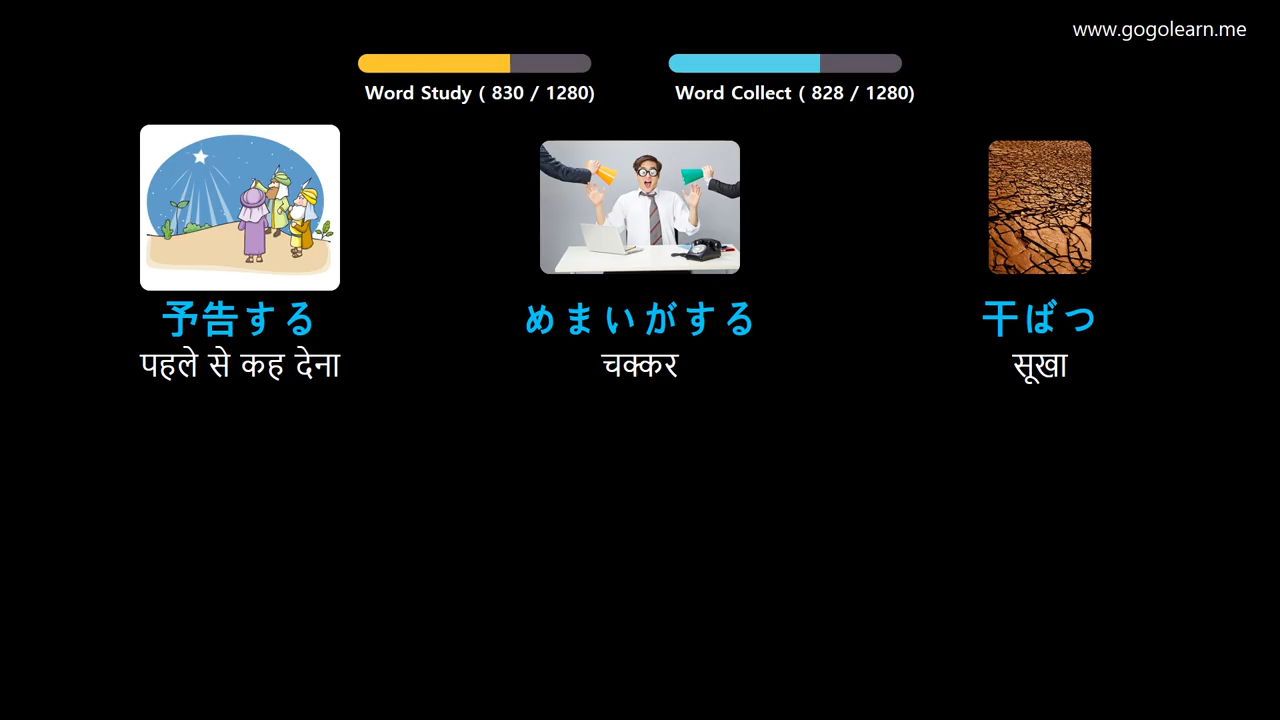 www.gogolearn.me
Word Study ( 830 / 1280)
Word Collect ( 828 / 1280)
予告する
めまいがする
干ばつ
पहले से कह देना
चक्कर
सूखा